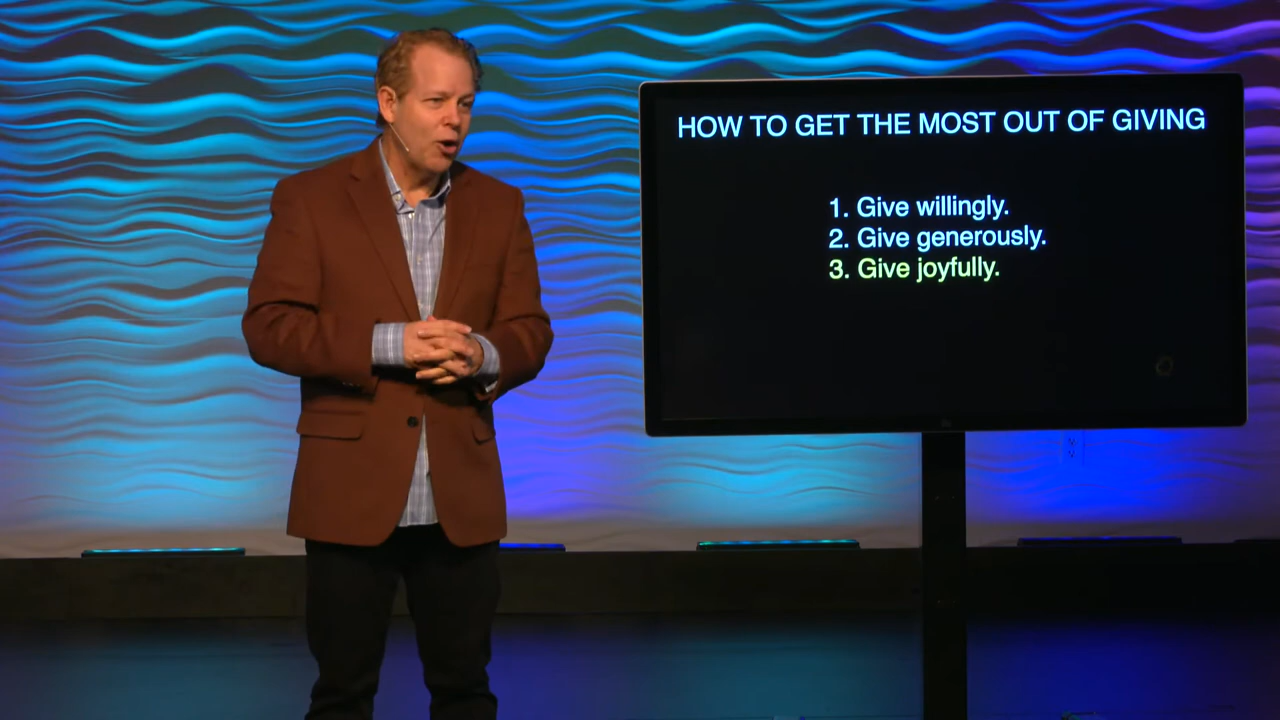 HOW TO GET THE MOST OUT OF GIVING
1. Give willingly.
2. Give generously.
3. Give joyfully.